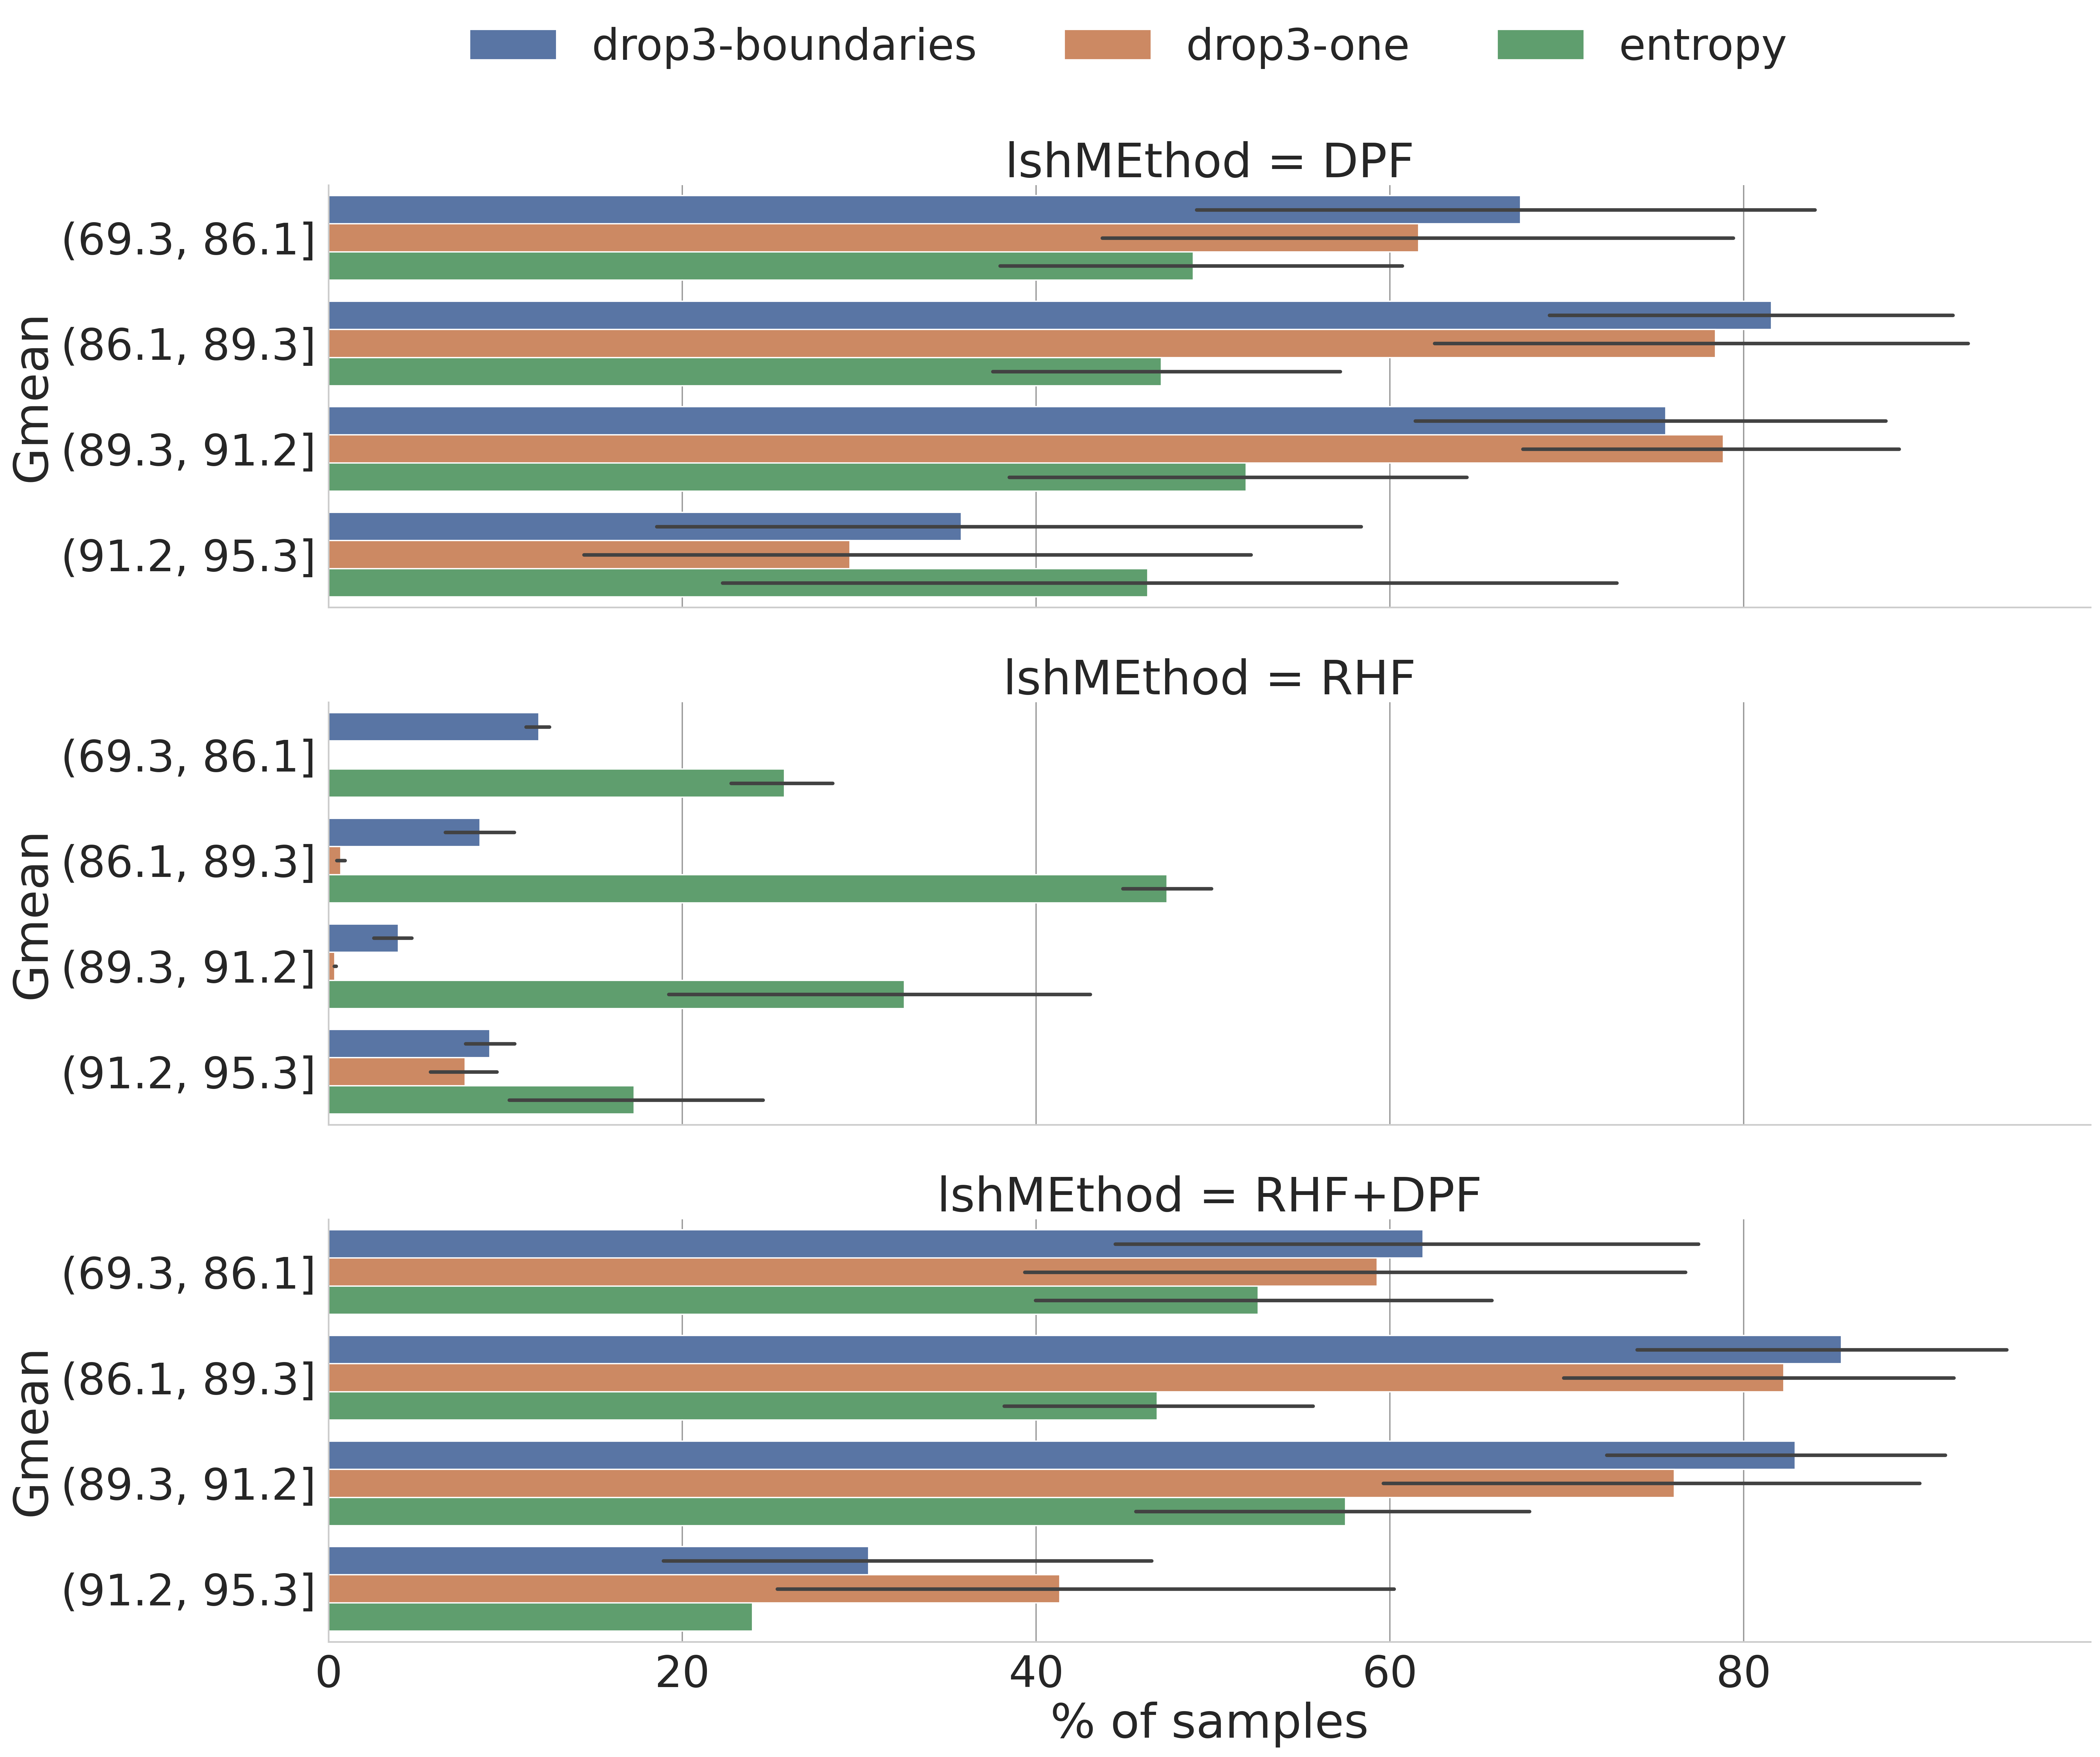 drop3-boundaries drop3-one entropy
lshMEthod = DPF
Gmean
(69.3, 86.1]
(86.1, 89.3]
(89.3, 91.2]
(91.2, 95.3]
lshMEthod = RHF
Gmean
(69.3, 86.1]
(86.1, 89.3]
(89.3, 91.2]
(91.2, 95.3]
lshMEthod = RHF+DPF
Gmean
(69.3, 86.1]
(86.1, 89.3]
(89.3, 91.2]
(91.2, 95.3]
0 20 40 60 80
% of samples